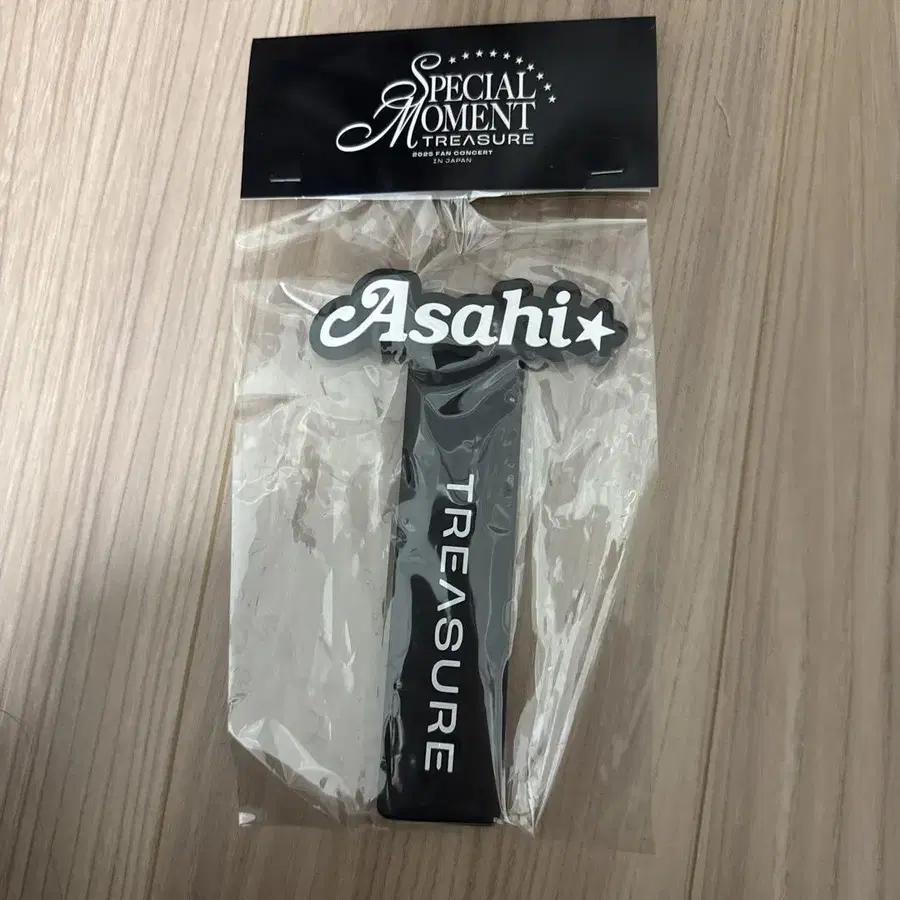 SPECIAL
MOMENT
TREASURE
2025 FAN CONCERT
IN JAPAN
Asahi
TREASURE